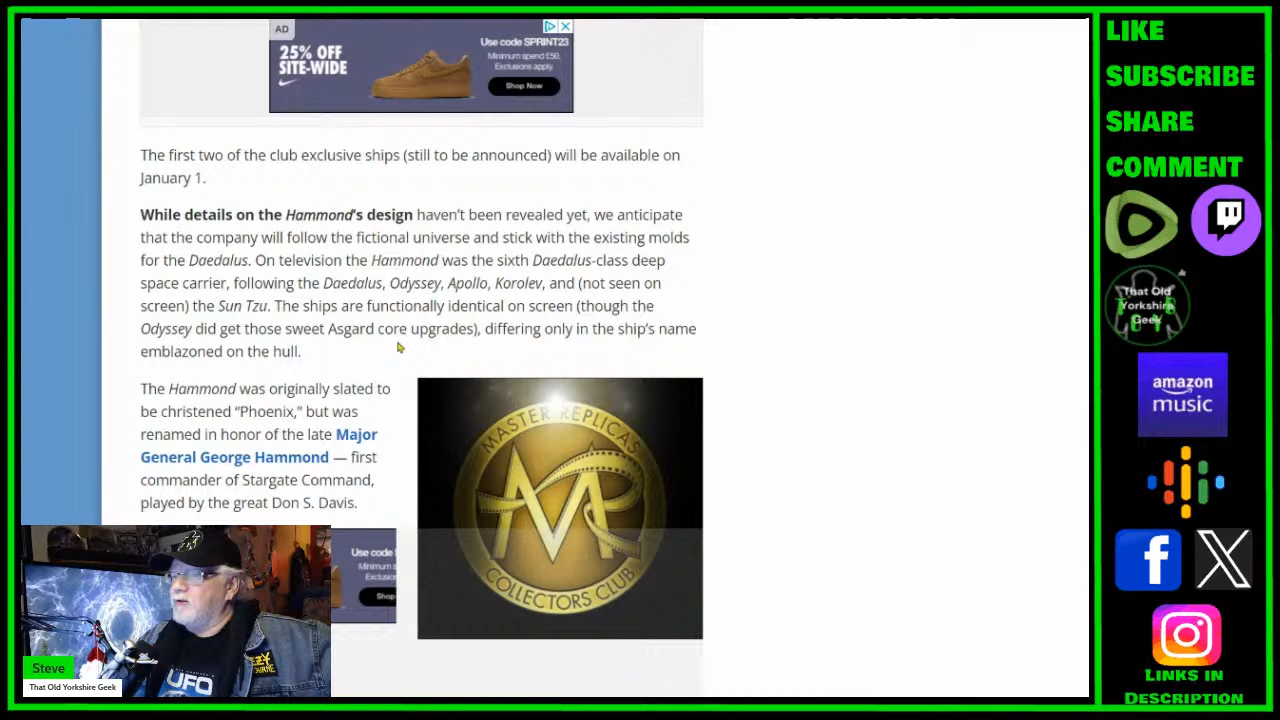 AD
25% OFF
SITE-WIDE
Use code SPRINT23
Minimum spend £50.
Exclusions apply.
Shop Now
The first two of the club exclusive ships (still to be announced) will be available on
January 1.
While details on the Hammond's design haven't been revealed yet, we anticipate
that the company will follow the fictional universe and stick with the existing molds
for the Daedalus. On television the Hammond was the sixth Daedalus-class deep
space carrier, following the Daedalus, Odyssey, Apollo, Korolev, and (not seen on
screen) the Sun Tzu. The ships are functionally identical on screen (though the
Odyssey did get those sweet Asgard core upgrades), differing only in the ship's name
emblazoned on the hull.
The Hammond was originally slated to
be christened “Phoenix,” but was
renamed in honor of the late Major
General George Hammond — first
commander of Stargate Command,
played by the great Don S. Davis.
MASTER REPLICAS
MR
COLLECTORS CLUB
Use code
Minimum s
Exclusion
Shop
UFO
Steve
That Old Yorkshire Geek
LIKE
SUBSCRIBE
SHARE
COMMENT
That Old
Yorkshire
Geek
amazon
music
LINKS IN
DESCRIPTION